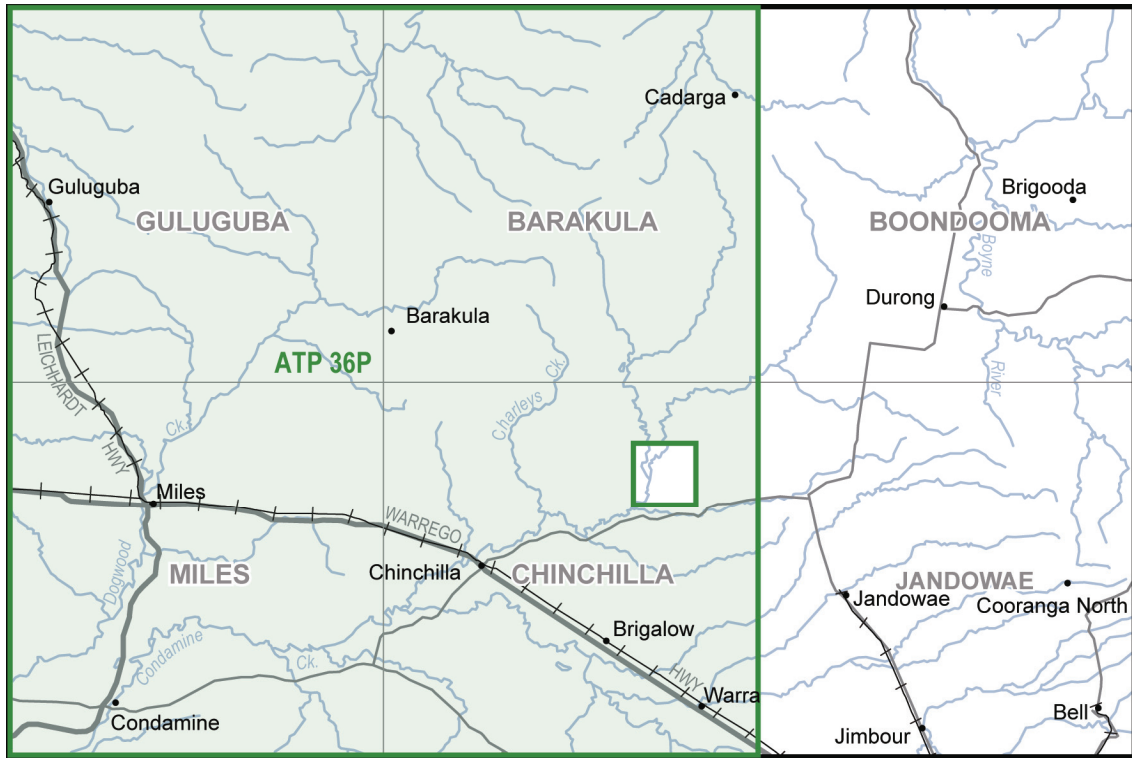 Cadarga
Guluguba
Brigooda
GULUGUBA
BARAKULA
BOONDOOMA
Boyne
Durong
Barakula
LEICHHARDT
ATP 36P
River
Charleys Ck.
Ck.
HWY
Miles
WARREGO
Dogwood
MILES
Chinchilla
CHINCHILLA
JANDOWAE
Jandowae
Cooranga North
Brigalow
Condamine
Ck.
HWY
Warra
Condamine
Bell
Jimbour